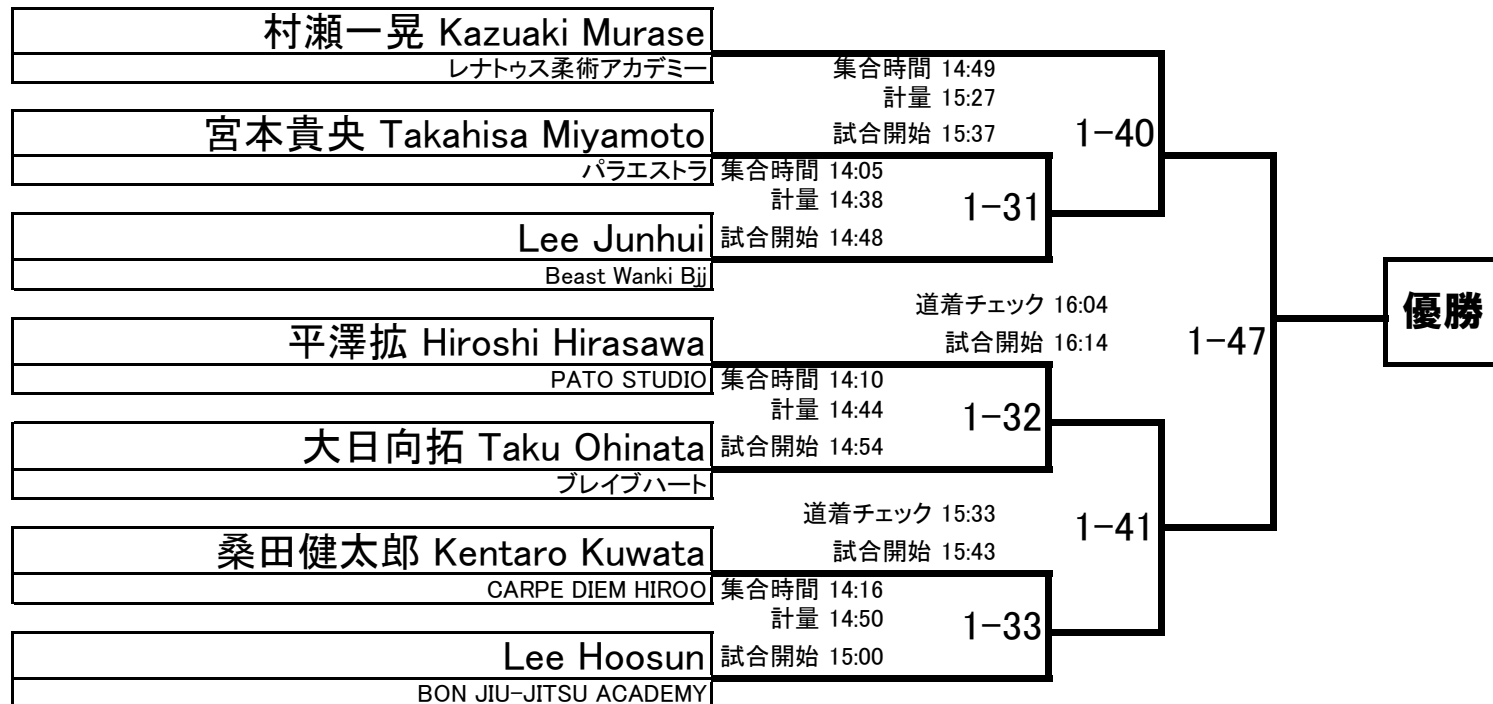 村瀬一晃 Kazuaki Murase
レナトゥス柔術アカデミー
集合時間 14:49
計量 15:27
試合開始 15:37
1-40
宮本貴央 Takahisa Miyamoto
パラエストラ
集合時間 14:05
計量 14:38
試合開始 14:48
1-31
Lee Junhui
Beast Wanki Bjj
道着チェック 16:04
試合開始 16:14
1-47
優勝
平澤拡 Hiroshi Hirasawa
PATO STUDIO
集合時間 14:10
計量 14:44
試合開始 14:54
1-32
大日向拓 Taku Ohinata
ブレイブハート
道着チェック 15:33
試合開始 15:43
1-41
桑田健太郎 Kentaro Kuwata
CARPE DIEM HIROO
集合時間 14:16
計量 14:50
試合開始 15:00
1-33
Lee Hoosun
BON JIU-JITSU ACADEMY